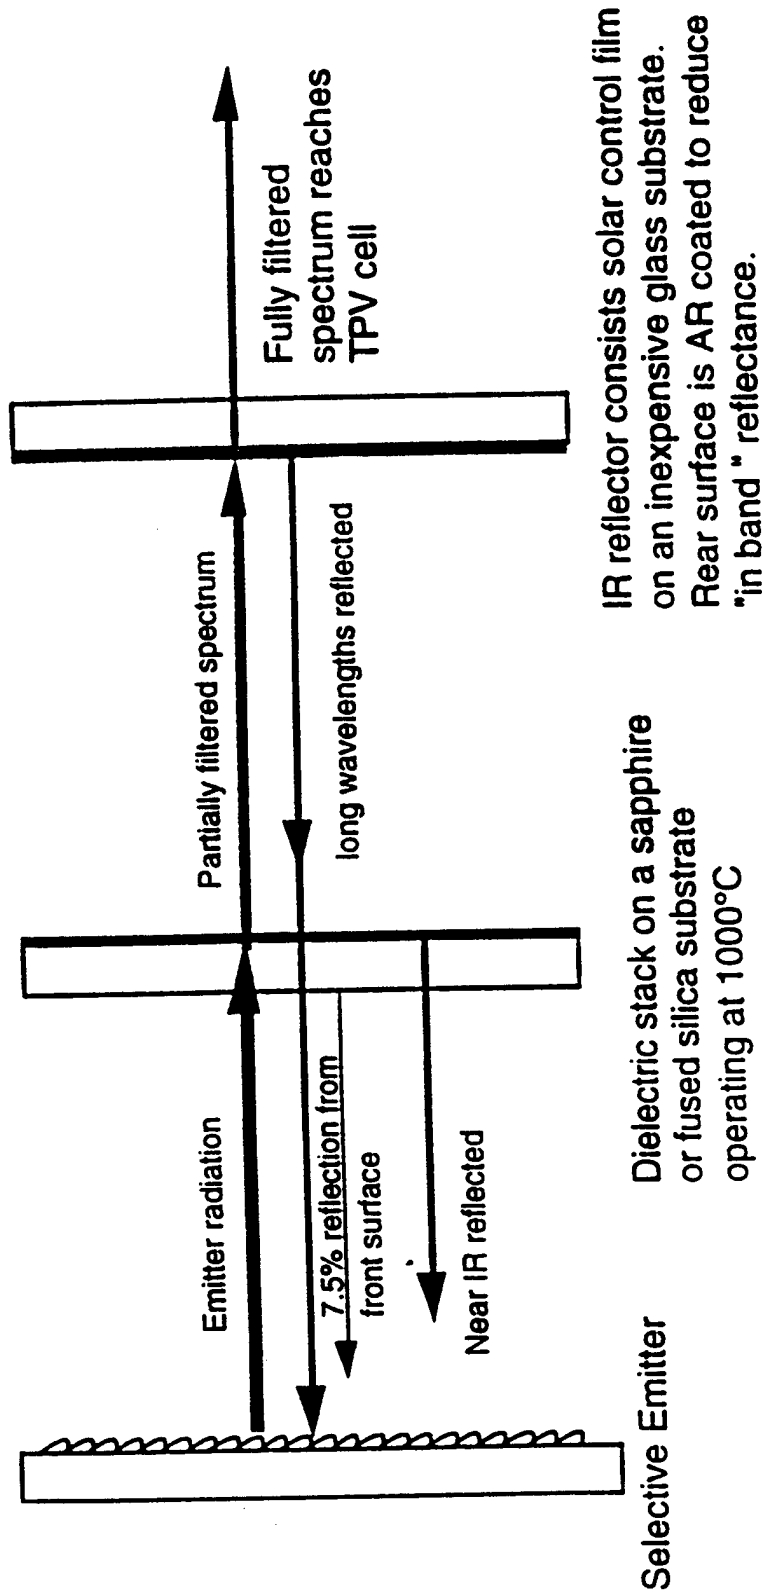 Emitter radiation
Partially filtered spectrum
Fully filtered
spectrum reaches
TPV cell
7.5% reflection from
front surface
long wavelengths reflected
Near IR reflected
Selective Emitter
Dielectric stack on a sapphire
or fused silica substrate
operating at 1000°C
IR reflector consists solar control film
on an inexpensive glass substrate.
Rear surface is AR coated to reduce
"in band " reflectance.